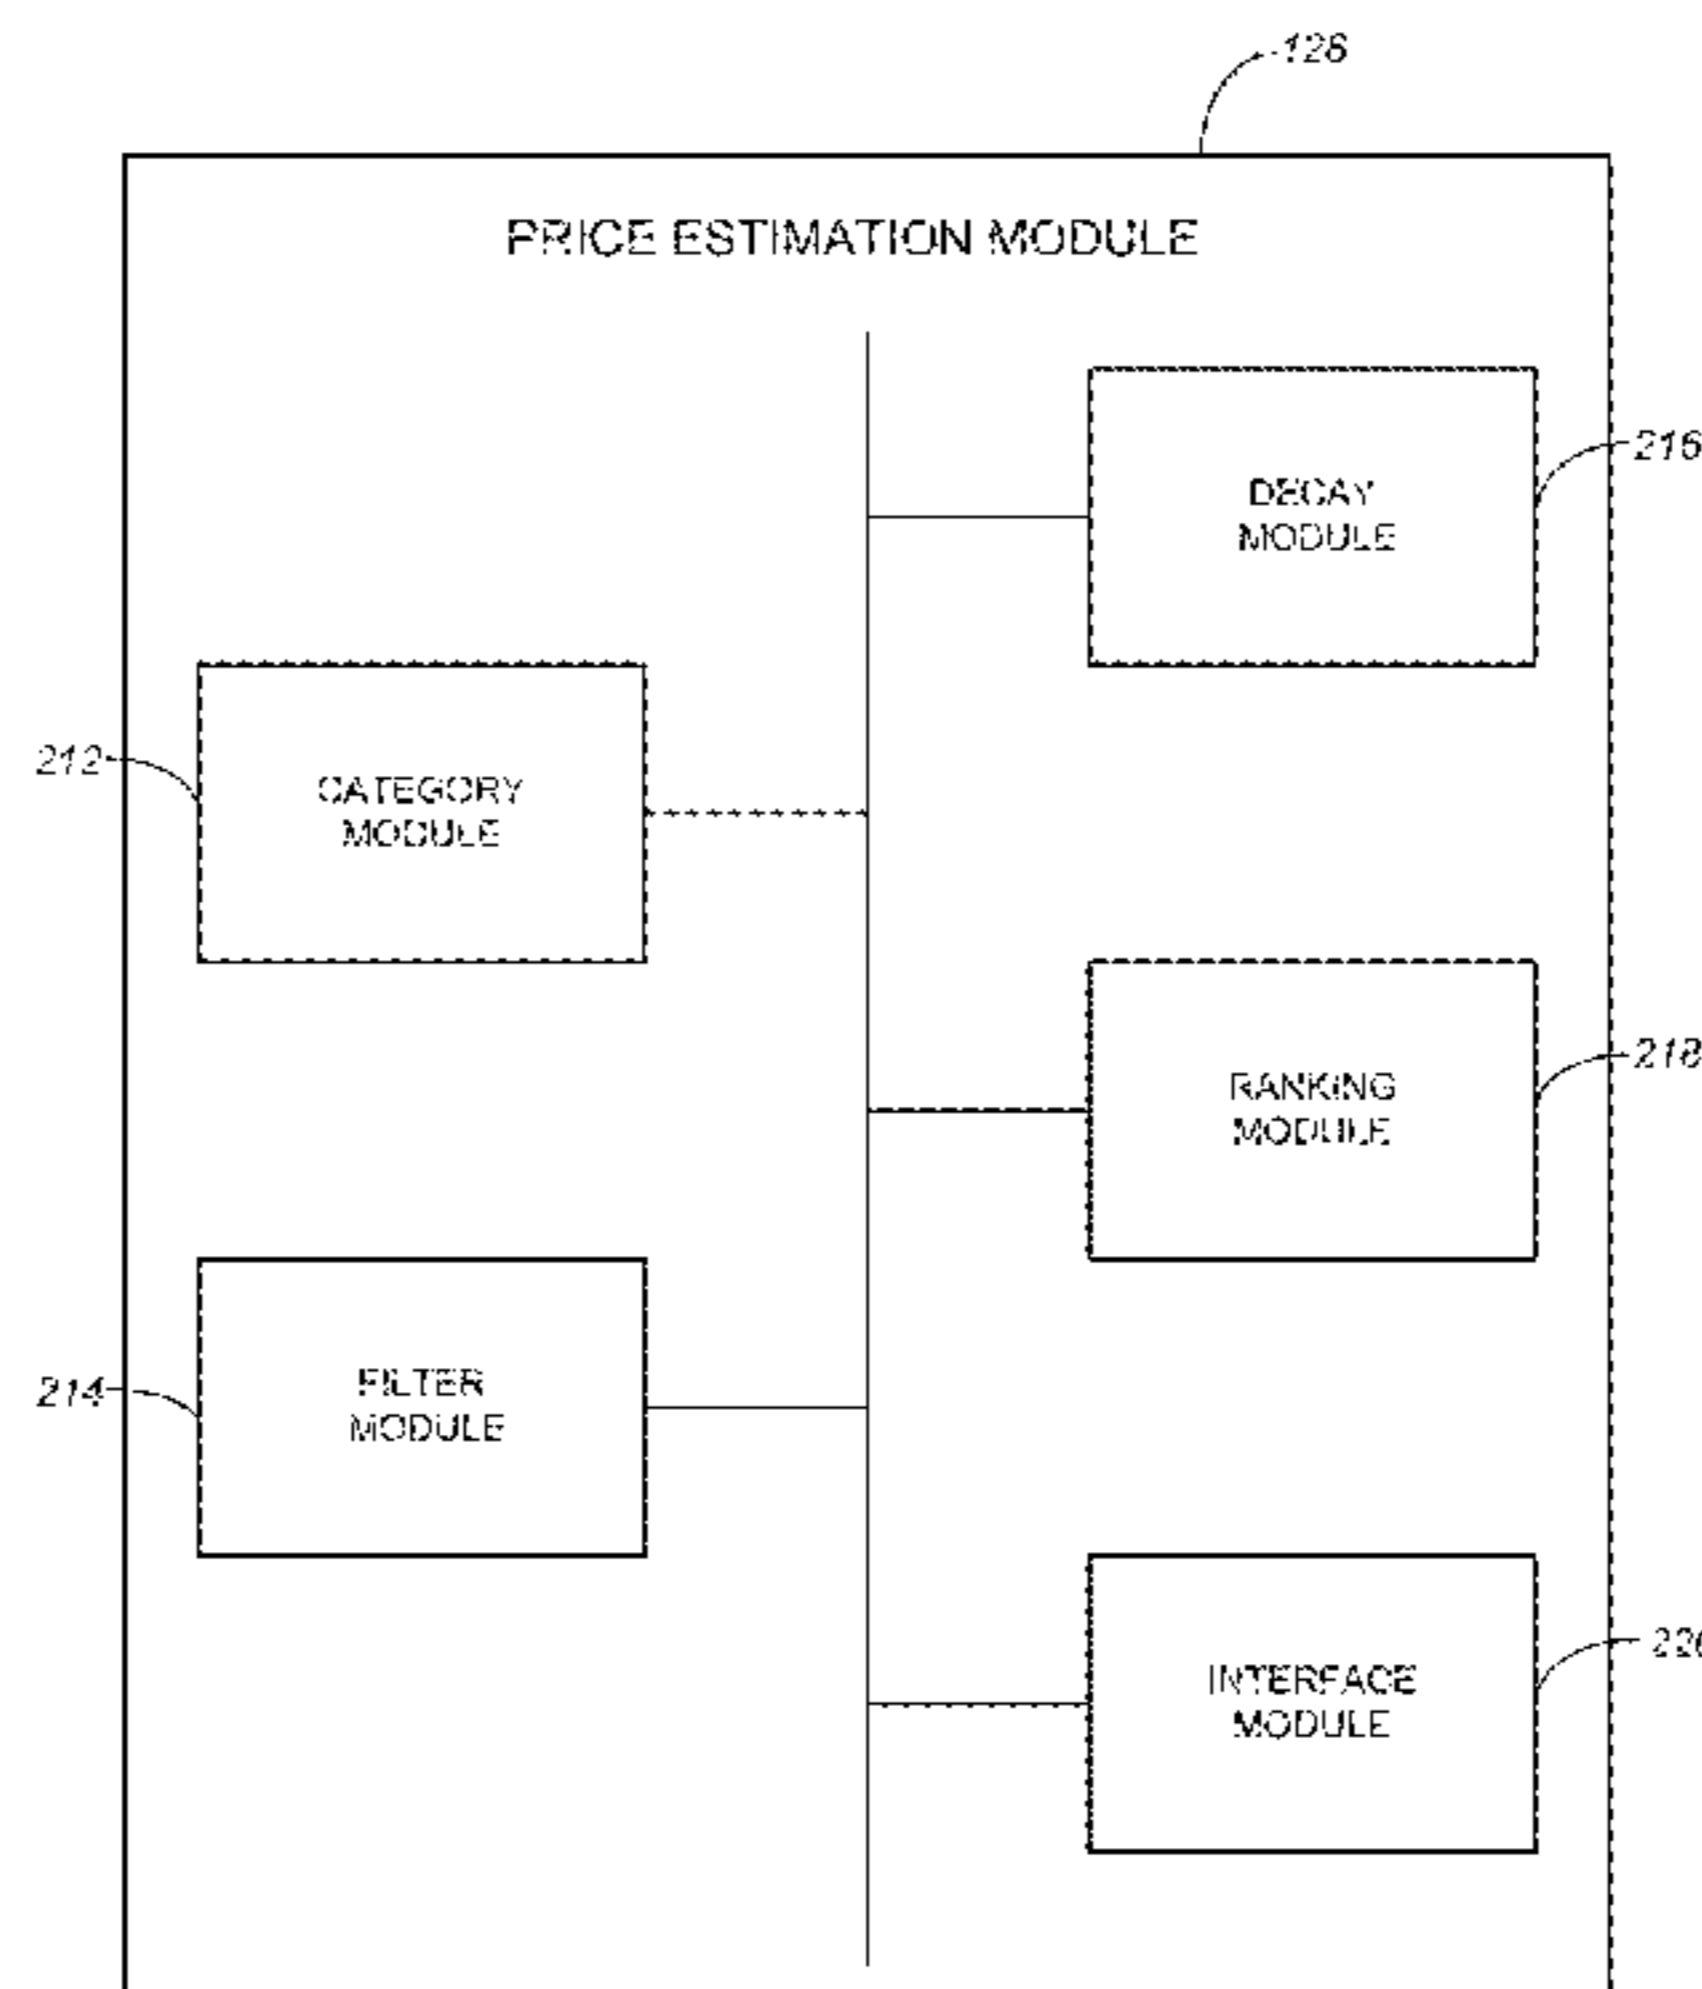 126
PRICE ESTIMATION MODULE
216
DECAY
MODULE
212
CATEGORY
MODULE
218
RANKING
MODULE
214
FILTER
MODULE
INTERFACE
MODULE